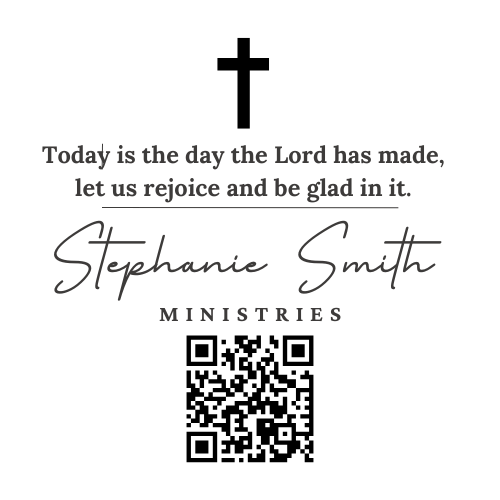 Today is the day the Lord has made,
let us rejoice and be glad in it.
Stephanie Smith
MINISTRIES